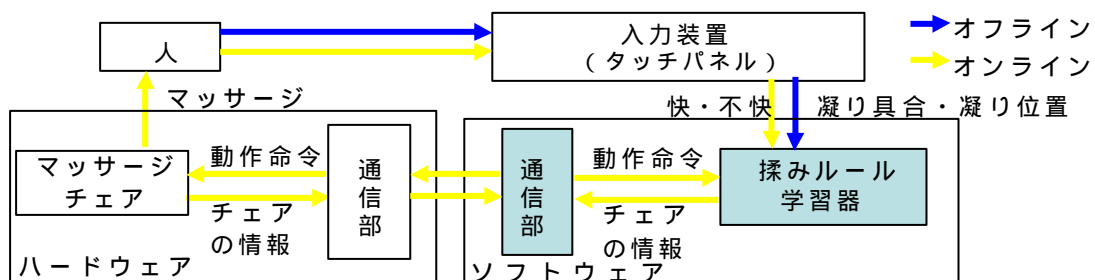 人
入力装置
(タッチパネル)
オフライン
オンライン
マッサージ
快・不快
凝り具合・凝り位置
マッサージ
チェア
動作命令
チェア
の情報
通
信
部
通
信
部
動作命令
チェア
の情報
揉みルール
学習器
ハードウェア
ソフトウェア